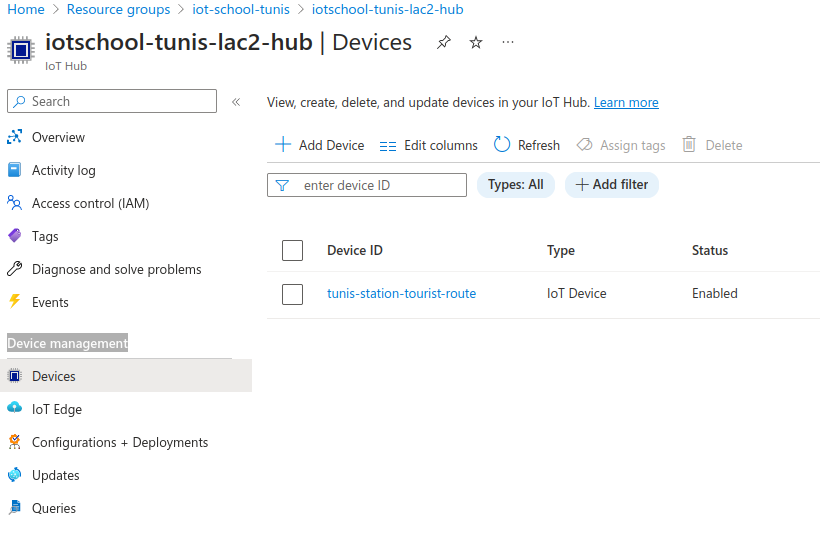 Home > Resource groups > iot-school-tunis > iotschool-tunis-lac2-hub
iotschool-tunis-lac2-hub | Devices ...
IoT Hub
Search «
View, create, delete, and update devices in your IoT Hub. Learn more
Overview
Activity log
Access control (IAM)
Tags
Diagnose and solve problems
Events
Device management
Devices
IoT Edge
Configurations + Deployments
Updates
Queries
+ Add Device Edit columns Refresh Assign tags Delete
enter device ID Types: All + Add filter
Device ID Type Status
tunis-station-tourist-route IoT Device Enabled